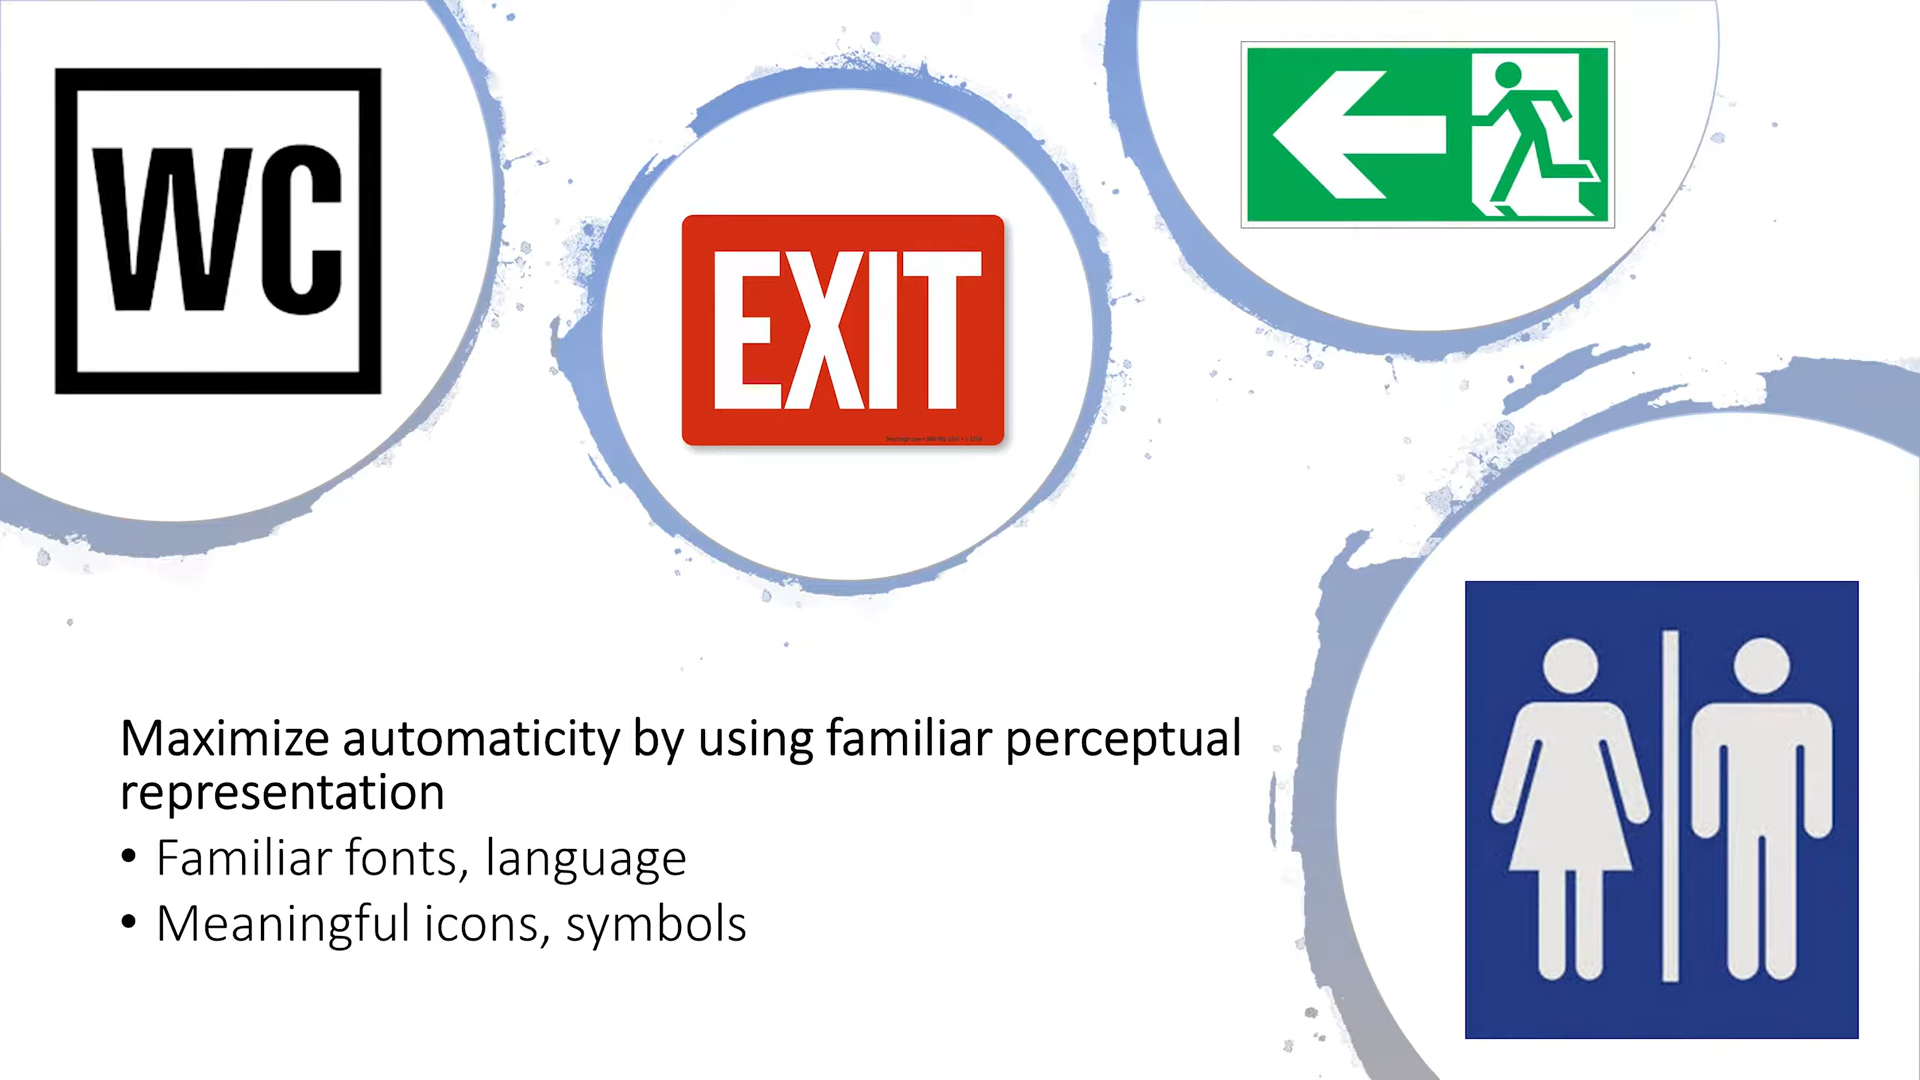 WC
EXIT
Maximize automaticity by using familiar perceptual
representation
• Familiar fonts, language
• Meaningful icons, symbols